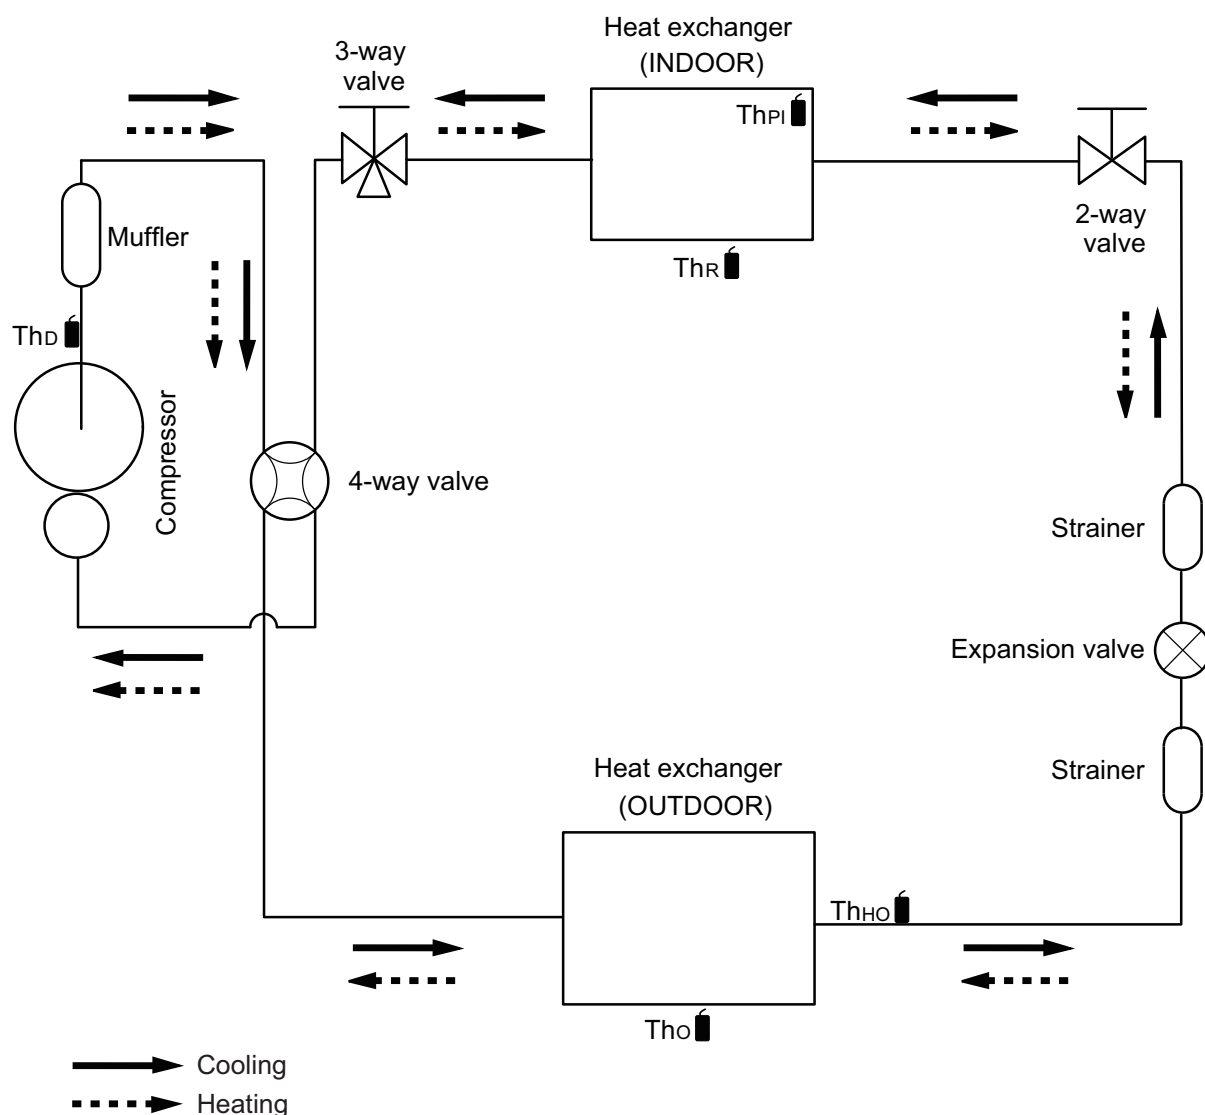 Heat exchanger
(INDOOR)
3-way
valve
ThPI
Muffler
ThR
2-way
valve
ThD
Compressor
4-way valve
Strainer
Expansion valve
Strainer
Heat exchanger
(OUTDOOR)
ThHO
ThO
Cooling
Heating